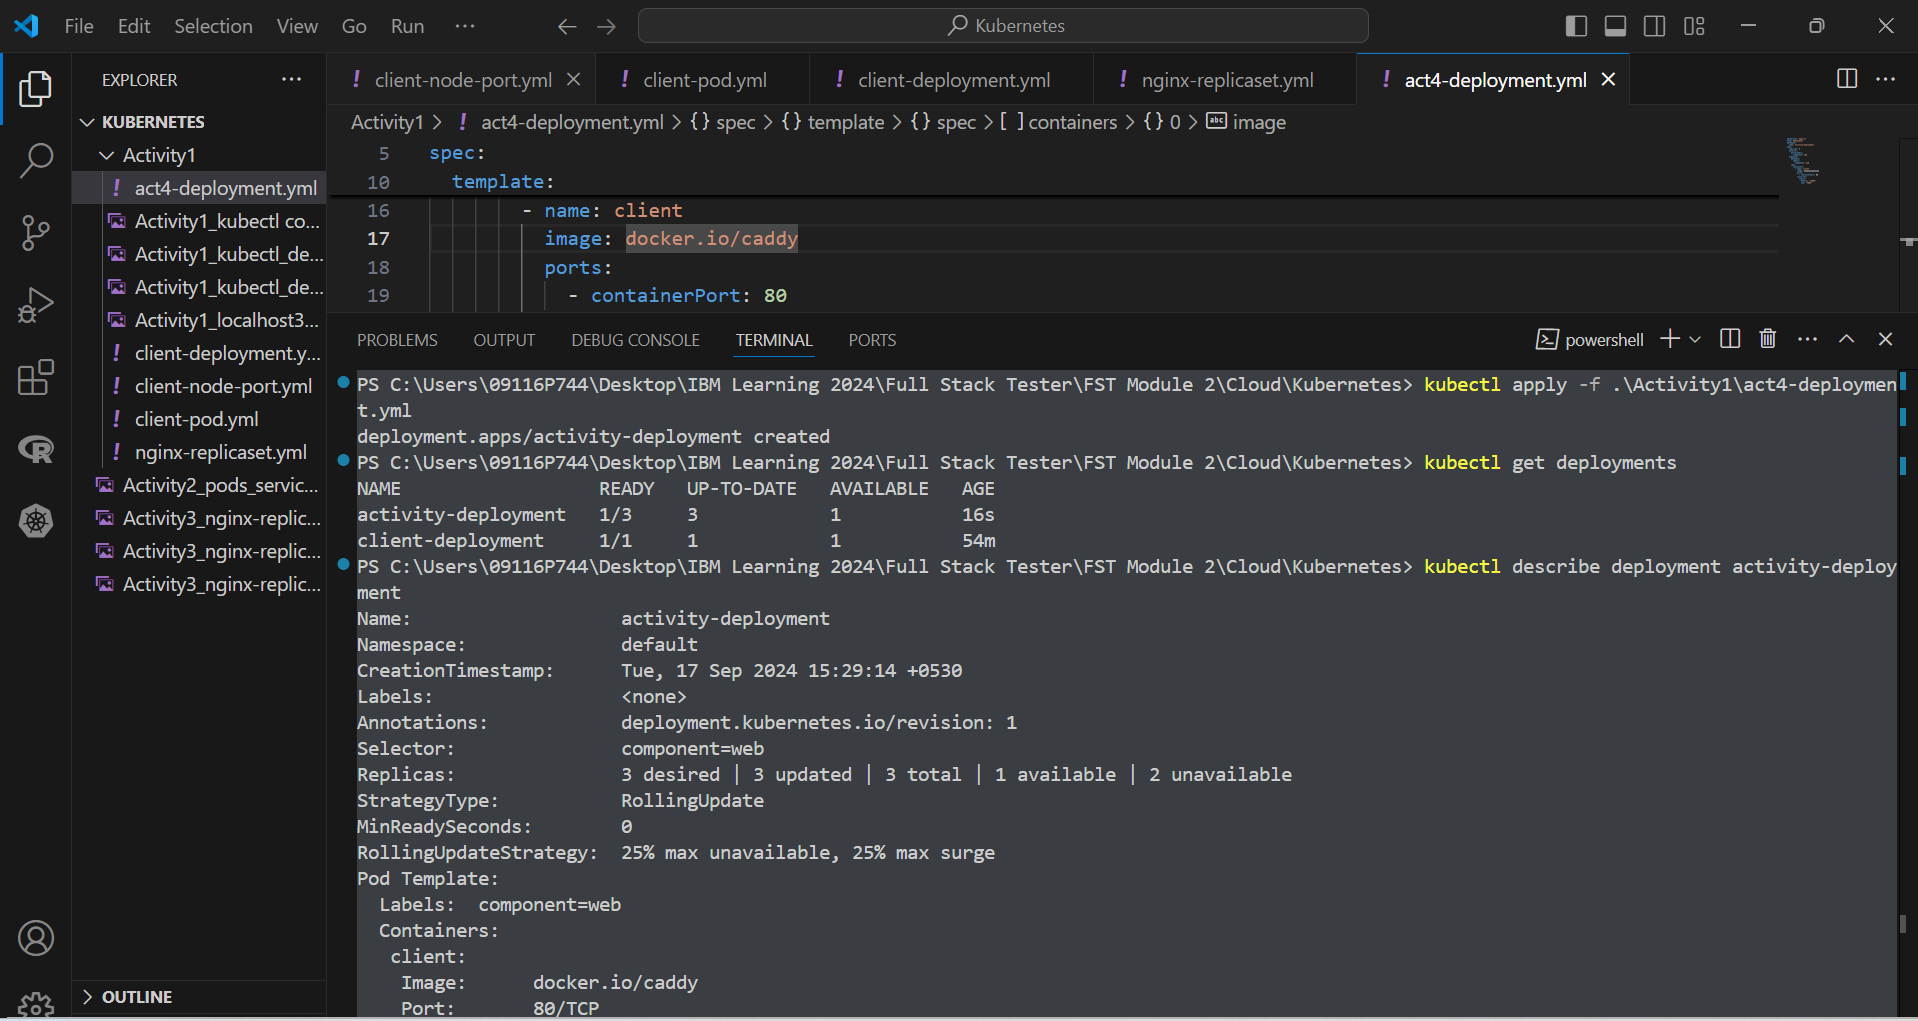 File Edit Selection View Go Run ··· Kubernetes
EXPLORER ···
client-node-port.yml client-pod.yml client-deployment.yml nginx-replicaset.yml act4-deployment.yml
KUBERNETES
Activity1
act4-deployment.yml
Activity1_kubectl co...
Activity1_kubectl_de...
Activity1_kubectl_de...
Activity1_localhost3...
client-deployment.y...
client-node-port.yml
client-pod.yml
nginx-replicaset.yml
Activity2_pods_servic...
Activity3_nginx-replic...
Activity3_nginx-replic...
Activity3_nginx-replic...
OUTLINE
Activity1 > ! act4-deployment.yml > {} spec > {} template > {} spec > [ ] containers > {} 0 > abc image
5 spec:
10 template:
16 - name: client
17 image: docker.io/caddy
18 ports:
19 - containerPort: 80
PROBLEMS OUTPUT DEBUG CONSOLE TERMINAL PORTS powershell
PS C:\Users\09116P744\Desktop\IBM Learning 2024\Full Stack Tester\FST Module 2\Cloud\Kubernetes> kubectl apply -f .\Activity1\act4-deploymen
t.yml
deployment.apps/activity-deployment created
PS C:\Users\09116P744\Desktop\IBM Learning 2024\Full Stack Tester\FST Module 2\Cloud\Kubernetes> kubectl get deployments
NAME READY UP-TO-DATE AVAILABLE AGE
activity-deployment 1/3 3 1 16s
client-deployment 1/1 1 1 54m
PS C:\Users\09116P744\Desktop\IBM Learning 2024\Full Stack Tester\FST Module 2\Cloud\Kubernetes> kubectl describe deployment activity-deploy
ment
Name: activity-deployment
Namespace: default
CreationTimestamp: Tue, 17 Sep 2024 15:29:14 +0530
Labels: <none>
Annotations: deployment.kubernetes.io/revision: 1
Selector: component=web
Replicas: 3 desired | 3 updated | 3 total | 1 available | 2 unavailable
StrategyType: RollingUpdate
MinReadySeconds: 0
RollingUpdateStrategy: 25% max unavailable, 25% max surge
Pod Template:
Labels: component=web
Containers:
client:
Image: docker.io/caddy
Port: 80/TCP